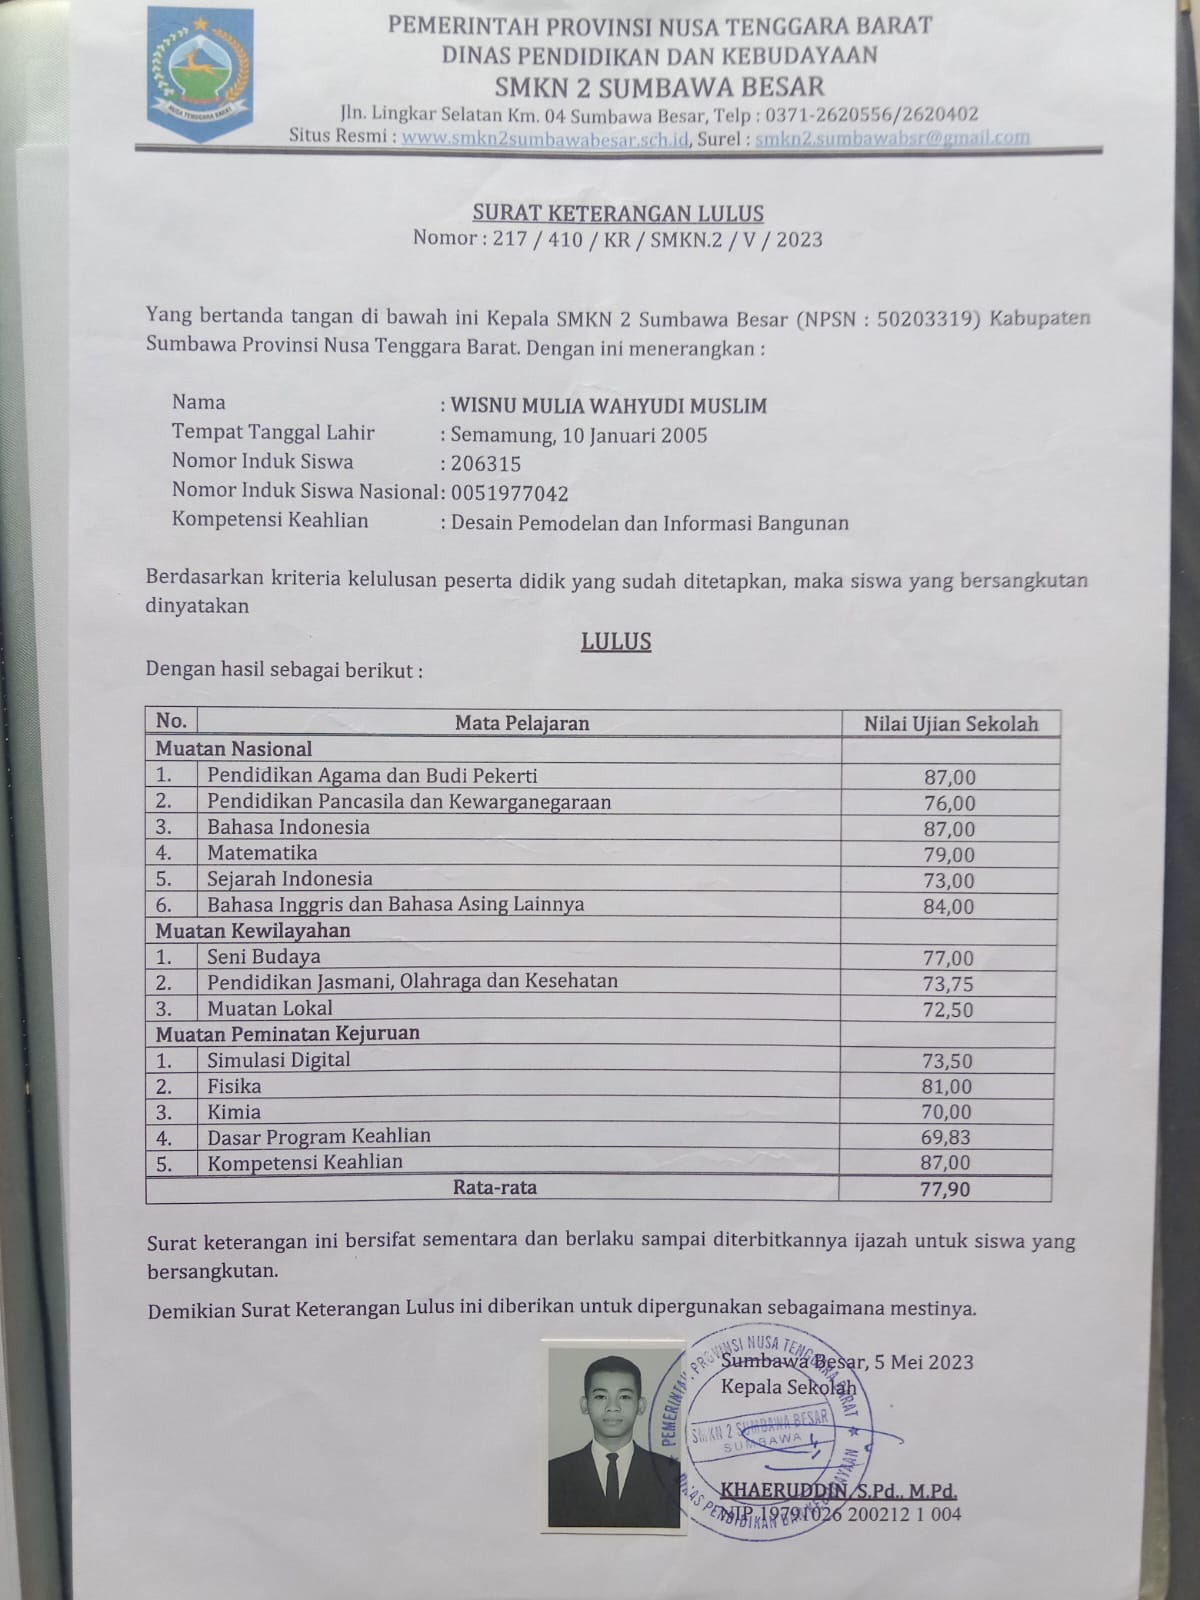 NUSA TENGGARA BARAT
PEMERINTAH PROVINSI NUSA TENGGARA BARAT
DINAS PENDIDIKAN DAN KEBUDAYAAN
SMKN 2 SUMBAWA BESAR
Jln. Lingkar Selatan Km. 04 Sumbawa Besar, Telp : 0371-2620556/2620402
Situs Resmi : www.smkn2sumbawabesar.sch.id, Surel : smkn2.sumbawabsr@gmail.com
SURAT KETERANGAN LULUS
Nomor : 217 / 410 / KR / SMKN.2 / V / 2023
Yang bertanda tangan di bawah ini Kepala SMKN 2 Sumbawa Besar (NPSN : 50203319) Kabupaten
Sumbawa Provinsi Nusa Tenggara Barat. Dengan ini menerangkan :
Nama : WISNU MULIA WAHYUDI MUSLIM
Tempat Tanggal Lahir : Semamung, 10 Januari 2005
Nomor Induk Siswa : 206315
Nomor Induk Siswa Nasional : 0051977042
Kompetensi Keahlian : Desain Pemodelan dan Informasi Bangunan
Berdasarkan kriteria kelulusan peserta didik yang sudah ditetapkan, maka siswa yang bersangkutan
dinyatakan
LULUS
Dengan hasil sebagai berikut :
No. Mata Pelajaran Nilai Ujian Sekolah
Muatan Nasional
1. Pendidikan Agama dan Budi Pekerti 87,00
2. Pendidikan Pancasila dan Kewarganegaraan 76,00
3. Bahasa Indonesia 87,00
4. Matematika 79,00
5. Sejarah Indonesia 73,00
6. Bahasa Inggris dan Bahasa Asing Lainnya 84,00
Muatan Kewilayahan
1. Seni Budaya 77,00
2. Pendidikan Jasmani, Olahraga dan Kesehatan 73,75
3. Muatan Lokal 72,50
Muatan Peminatan Kejuruan
1. Simulasi Digital 73,50
2. Fisika 81,00
3. Kimia 70,00
4. Dasar Program Keahlian 69,83
5. Kompetensi Keahlian 87,00
Rata-rata 77,90
Surat keterangan ini bersifat sementara dan berlaku sampai diterbitkannya ijazah untuk siswa yang
bersangkutan.
Demikian Surat Keterangan Lulus ini diberikan untuk dipergunakan sebagaimana mestinya.
Sumbawa Besar, 5 Mei 2023
Kepala Sekolah
PEMERINTAH PROVINSI NUSA TENGGARA BARAT
SMKN 2 SUMBAWA BESAR
SUMBAWA
DINAS PENDIDIKAN DAN KEBUDAYAAN
KHAERUDDIN, S.Pd., M.Pd.
NIP 19791026 200212 1 004